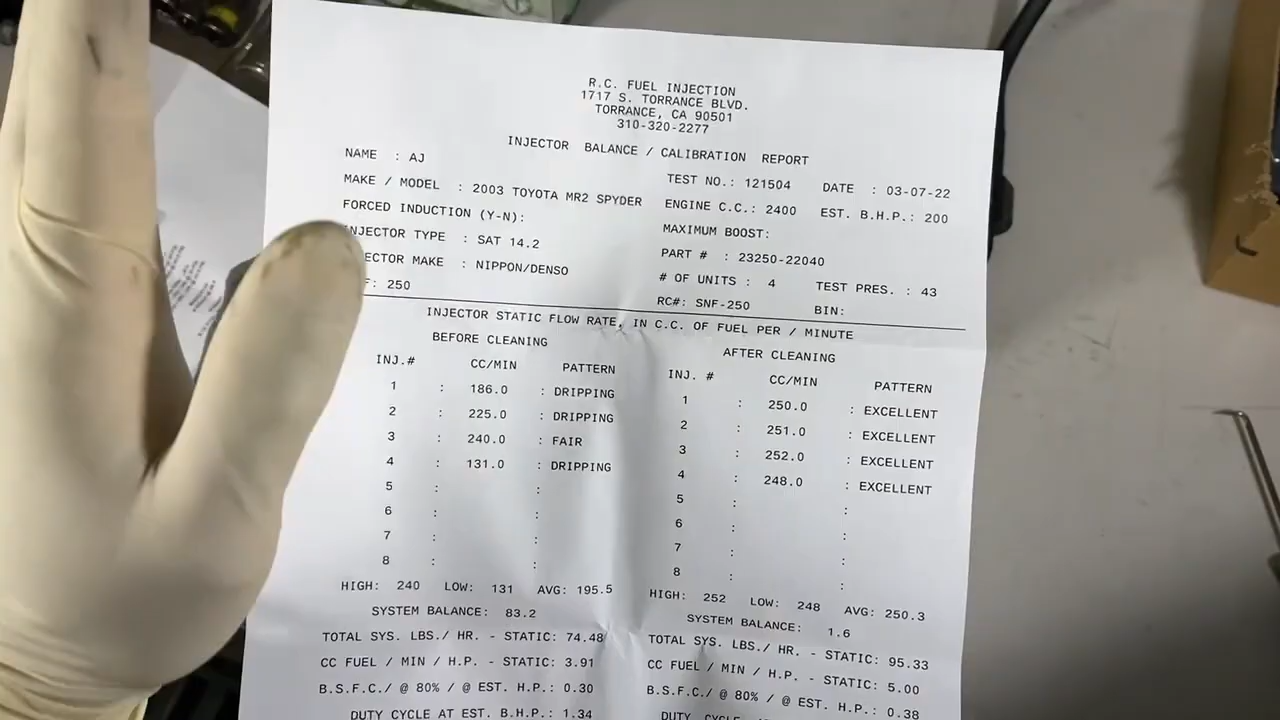 R.C. FUEL INJECTION
1717 S. TORRANCE BLVD.
TORRANCE, CA 90501
310-320-2277
INJECTOR BALANCE / CALIBRATION REPORT
NAME : AJ
TEST NO.: 121504 DATE : 03-07-22
MAKE / MODEL : 2003 TOYOTA MR2 SPYDER
ENGINE C.C.: 2400 EST. B.H.P.: 200
FORCED INDUCTION (Y-N):
MAXIMUM BOOST:
INJECTOR TYPE : SAT 14.2
PART # : 23250-22040
ECTOR MAKE : NIPPON/DENSO
# OF UNITS : 4 TEST PRES. : 43
F: 250
RC#: SNF-250 BIN:
INJECTOR STATIC FLOW RATE, IN C.C. OF FUEL PER / MINUTE
BEFORE CLEANING
INJ.# CC/MIN PATTERN
1 : 186.0 : DRIPPING
2 : 225.0 : DRIPPING
3 : 240.0 : FAIR
4 : 131.0 : DRIPPING
5 : :
6 : :
7 : :
8 : :
HIGH: 240 LOW: 131 AVG: 195.5
SYSTEM BALANCE: 83.2
TOTAL SYS. LBS./ HR. - STATIC: 74.48
CC FUEL / MIN / H.P. - STATIC: 3.91
B.S.F.C./ @ 80% / @ EST. H.P.: 0.30
DUTY CYCLE AT EST. B.H.P.: 1.34
AFTER CLEANING
INJ. # CC/MIN PATTERN
1 : 250.0 : EXCELLENT
2 : 251.0 : EXCELLENT
3 : 252.0 : EXCELLENT
4 : 248.0 : EXCELLENT
5 : :
6 : :
7 : :
8 : :
HIGH: 252 LOW: 248 AVG: 250.3
SYSTEM BALANCE: 1.6
TOTAL SYS. LBS./ HR. - STATIC: 95.33
CC FUEL / MIN / H.P. - STATIC: 5.00
B.S.F.C./ @ 80% / @ EST. H.P.: 0.38
DUTY CYCLE